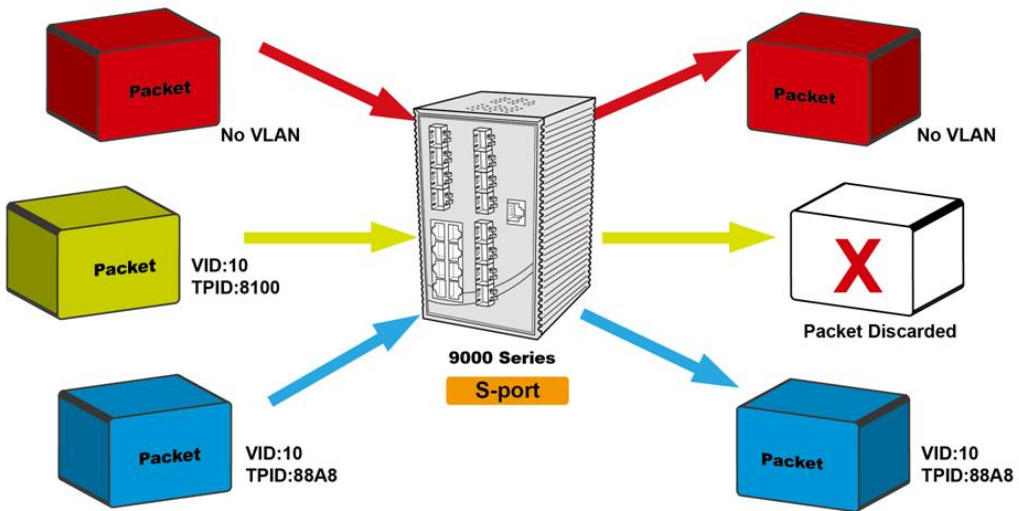 Packet
No VLAN
Packet
No VLAN
Packet
VID:10
TPID:8100
X
Packet Discarded
9000 Series
S-port
Packet
VID:10
TPID:88A8
Packet
VID:10
TPID:88A8